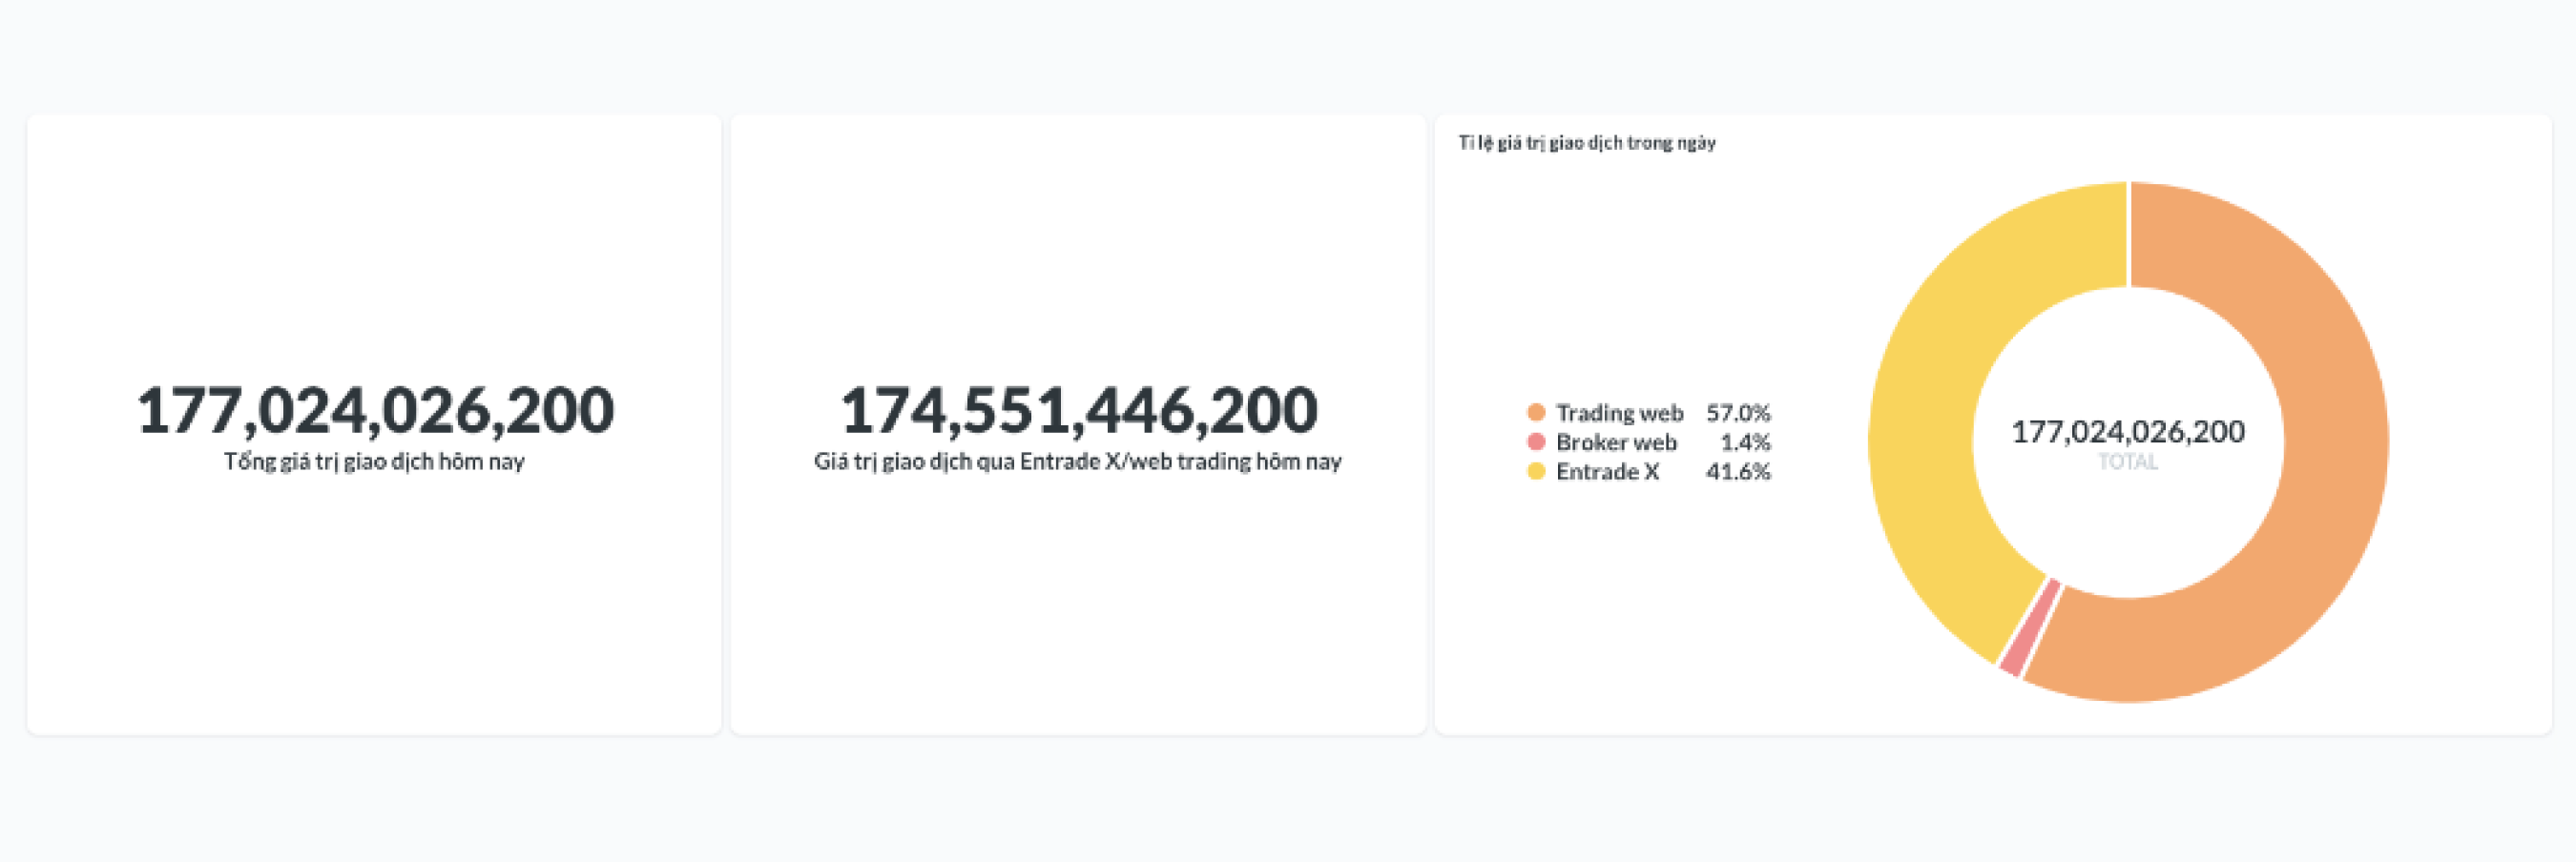 177,024,026,200
Tổng giá trị giao dịch hôm nay
174,551,446,200
Giá trị giao dịch qua Entrade X/web trading hôm nay
Tỉ lệ giá trị giao dịch trong ngày
Trading web 57.0%
Broker web 1.4%
Entrade X 41.6%
177,024,026,200
TOTAL